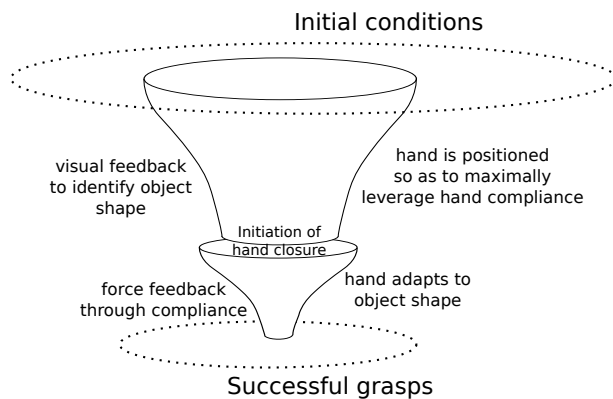 Initial conditions
visual feedback
to identify object
shape
hand is positioned
so as to maximally
leverage hand compliance
Initiation of
hand closure
force feedback
through compliance
hand adapts to
object shape
Successful grasps